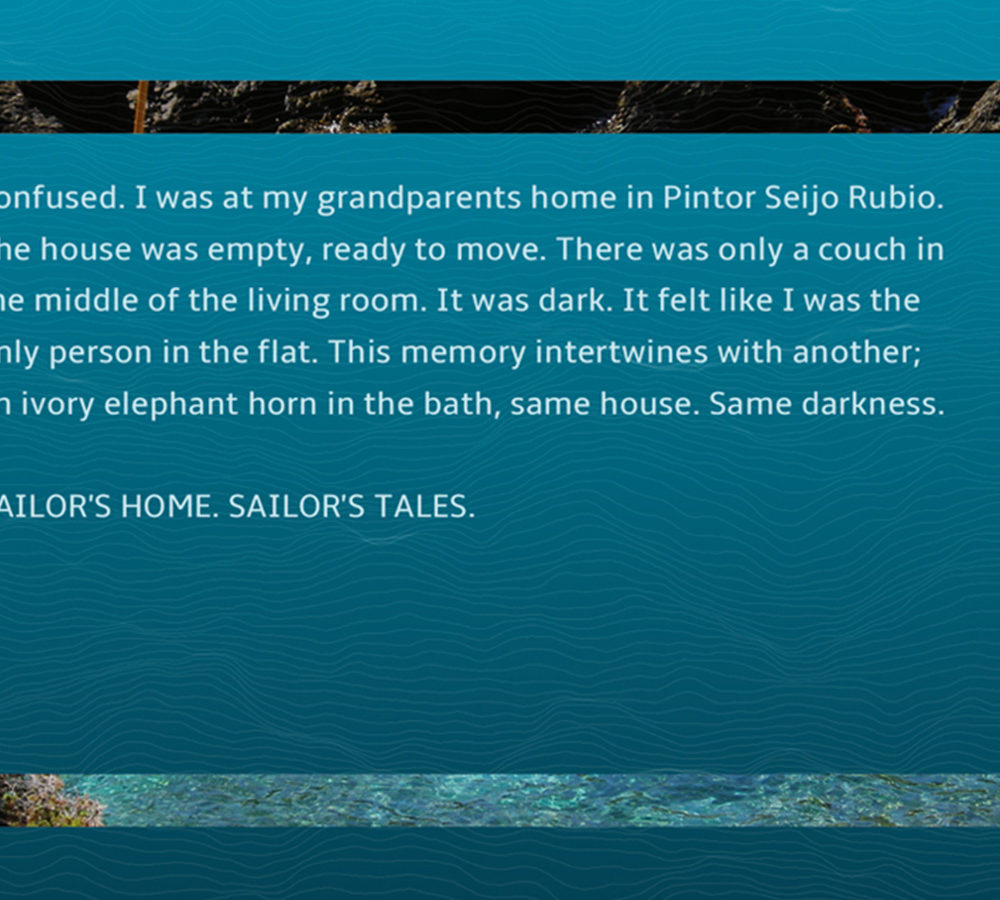 onfused. I was at my grandparents home in Pintor Seijo Rubio.
he house was empty, ready to move. There was only a couch in
he middle of the living room. It was dark. It felt like I was the
nly person in the flat. This memory intertwines with another;
n ivory elephant horn in the bath, same house. Same darkness.
AILOR'S HOME. SAILOR'S TALES.